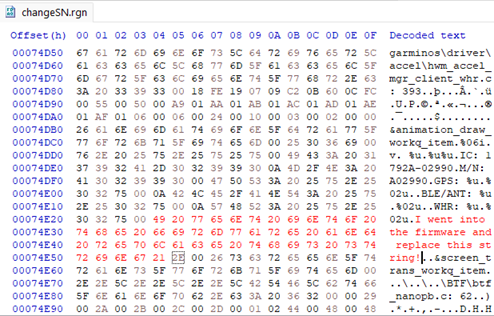 changeSN.rgn
Offset(h) 00 01 02 03 04 05 06 07 08 09 0A 0B 0C 0D 0E 0F Decoded text
00074D50 67 61 72 6D 69 6E 6F 73 5C 64 72 69 76 65 72 5C garminos\driver\
00074D60 61 63 63 65 6C 5C 68 77 6D 5F 61 63 63 65 6C 5F accel\hwm_accel_
00074D70 6D 67 72 5F 63 6C 69 65 6E 74 5F 77 68 72 2E 63 mgr_client_whr.c
00074D80 3A 20 33 39 33 00 18 FE 19 07 09 C2 0B 60 0C FC : 393..þ...Â.`.ü
00074D90 00 55 00 50 00 A9 01 AA 01 AB 01 AC 01 AD 01 AE .U.P.©.ª.«.¬...®
00074DA0 01 AF 01 06 00 06 00 24 00 10 00 03 00 02 00 00 .¯.....$........
00074DB0 26 61 6E 69 6D 61 74 69 6F 6E 5F 64 72 61 77 5F &animation_draw_
00074DC0 77 6F 72 6B 71 5F 69 74 65 6D 00 25 30 36 69 00 workq_item.%06i.
00074DD0 76 2E 20 25 75 2E 25 75 25 75 00 49 43 3A 20 31 v. %u.%u%u.IC: 1
00074DE0 37 39 32 41 2D 30 32 39 39 30 0A 4D 2F 4E 3A 20 792A-02990.M/N:
00074DF0 41 30 32 39 39 30 00 47 50 53 3A 20 25 75 2E 25 A02990.GPS: %u.%
00074E00 30 32 75 00 0A 42 4C 45 2F 41 4E 54 3A 20 25 75 02u..BLE/ANT: %u
00074E10 2E 25 30 32 75 00 0A 57 48 52 3A 20 25 75 2E 25 .%02u..WHR: %u.%
00074E20 30 32 75 00 49 20 77 65 6E 74 20 69 6E 74 6F 20 02u.I went into
00074E30 74 68 65 20 66 69 72 6D 77 61 72 65 20 61 6E 64 the firmware and
00074E40 20 72 65 70 6C 61 63 65 20 74 68 69 73 20 73 74 replace this st
00074E50 72 69 6E 67 21 2E 00 26 73 63 72 65 65 6E 5F 74 ring!..&screen_t
00074E60 72 61 6E 73 5F 77 6F 72 6B 71 5F 69 74 65 6D 00 rans_workq_item.
00074E70 2E 2E 5C 2E 2E 5C 2E 2E 5C 42 54 46 5C 62 74 66 ..\..\..\BTF\btf
00074E80 5F 6E 61 6E 6F 70 62 2E 63 3A 20 36 32 00 00 29 _nanopb.c: 62..)
00074E90 00 2A 00 2B 00 2C 00 2D 00 01 02 44 00 48 00 48 .*.+.,.-...D.H.H